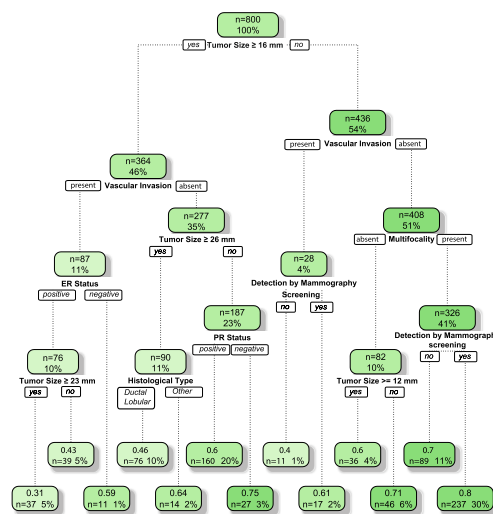 n=800
100%
Tumor Size ≥ 16 mm
yes
no
n=436
54%
Vascular Invasion
present
absent
n=364
46%
Vascular Invasion
present
absent
n=277
35%
Tumor Size ≥ 26 mm
yes
no
n=408
51%
Multifocality
absent
present
n=87
11%
ER Status
positive
negative
n=28
4%
Detection by Mammography
Screening
no
yes
n=187
23%
PR Status
positive
negative
n=326
41%
Detection by Mammograph
screening
no
yes
n=76
10%
Tumor Size ≥ 23 mm
yes
no
n=90
11%
Histological Type
Ductal
Lobular
Other
n=82
10%
Tumor Size >= 12 mm
yes
no
0.43
n=39 5%
0.46
n=76 10%
0.6
n=160 20%
0.4
n=11 1%
0.6
n=36 4%
0.7
n=89 11%
0.31
n=37 5%
0.59
n=11 1%
0.64
n=14 2%
0.75
n=27 3%
0.61
n=17 2%
0.71
n=46 6%
0.8
n=237 30%